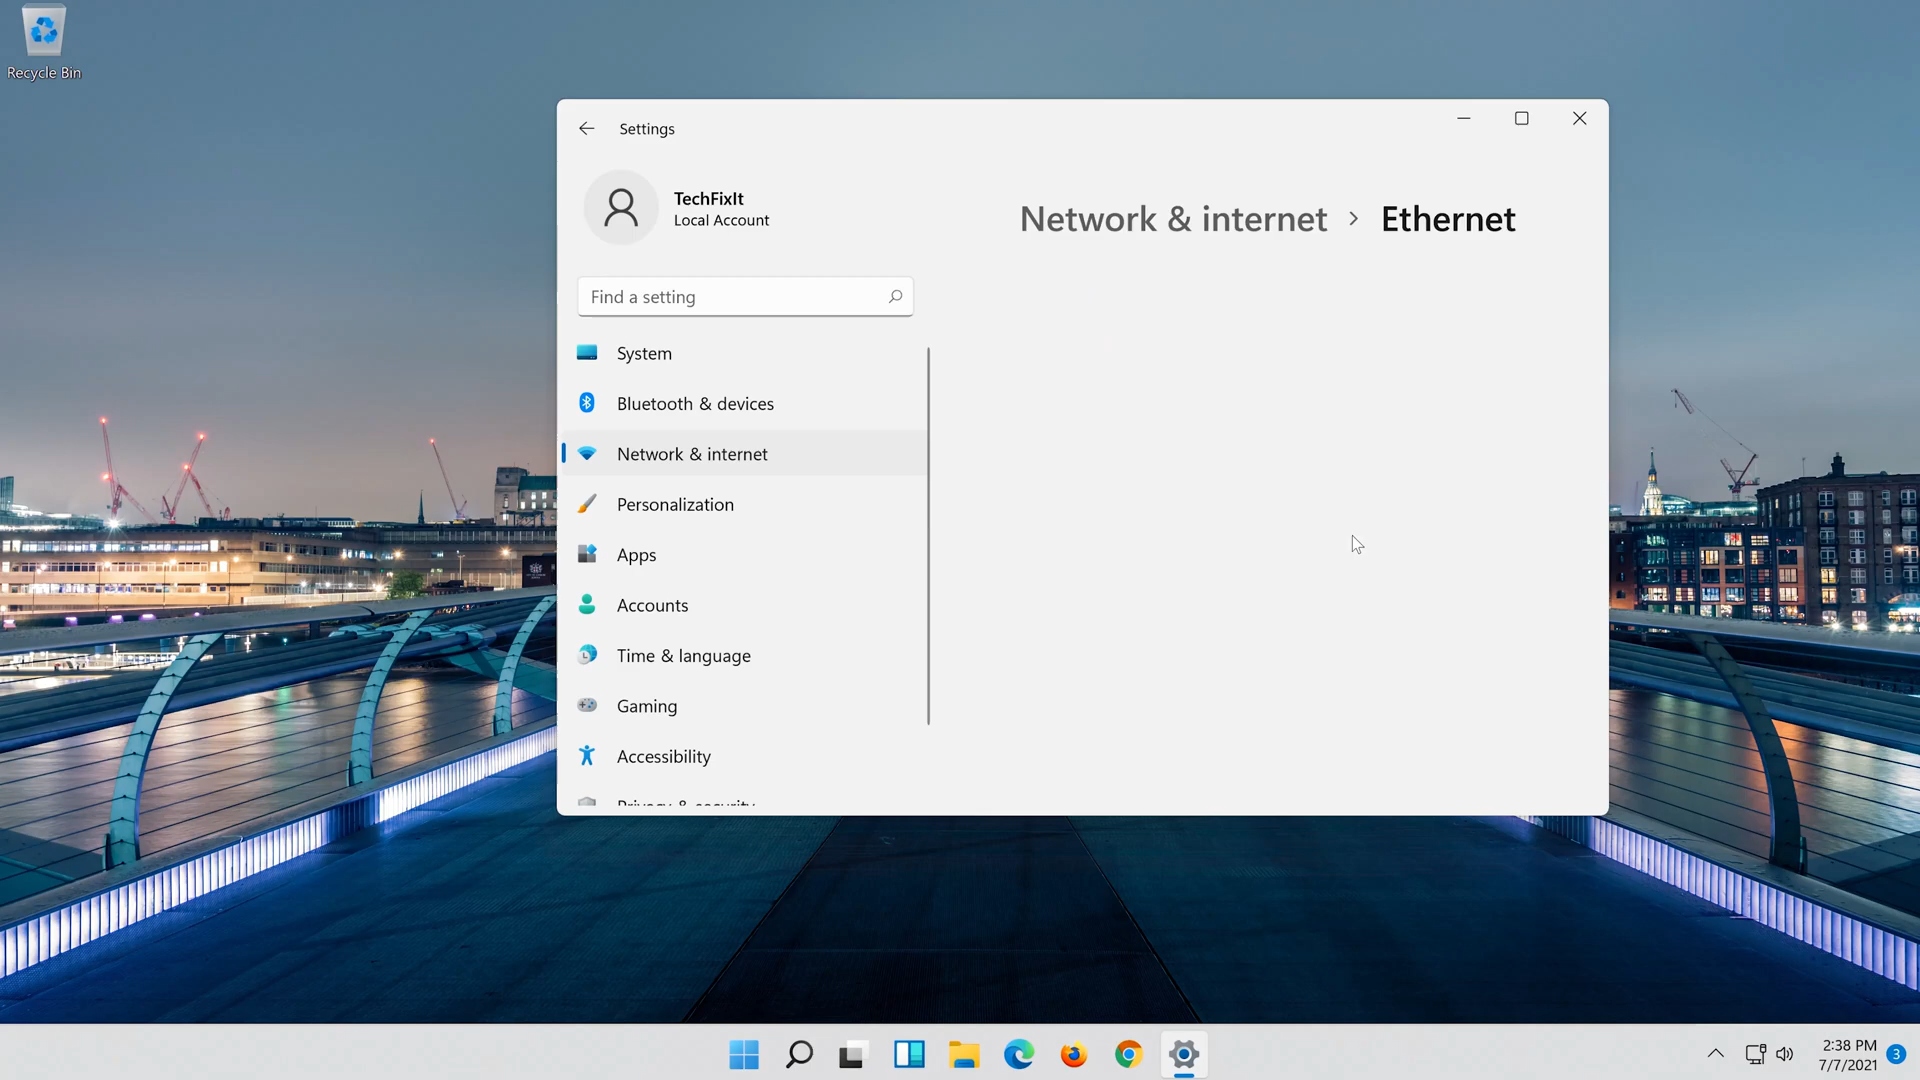 Recycle Bin
Settings
TechFixIt
Local Account
Network & internet > Ethernet
Find a setting
System
Bluetooth & devices
Network & internet
Personalization
Apps
Accounts
Time & language
Gaming
Accessibility
Privacy & security
2:38 PM
7/7/2021
3